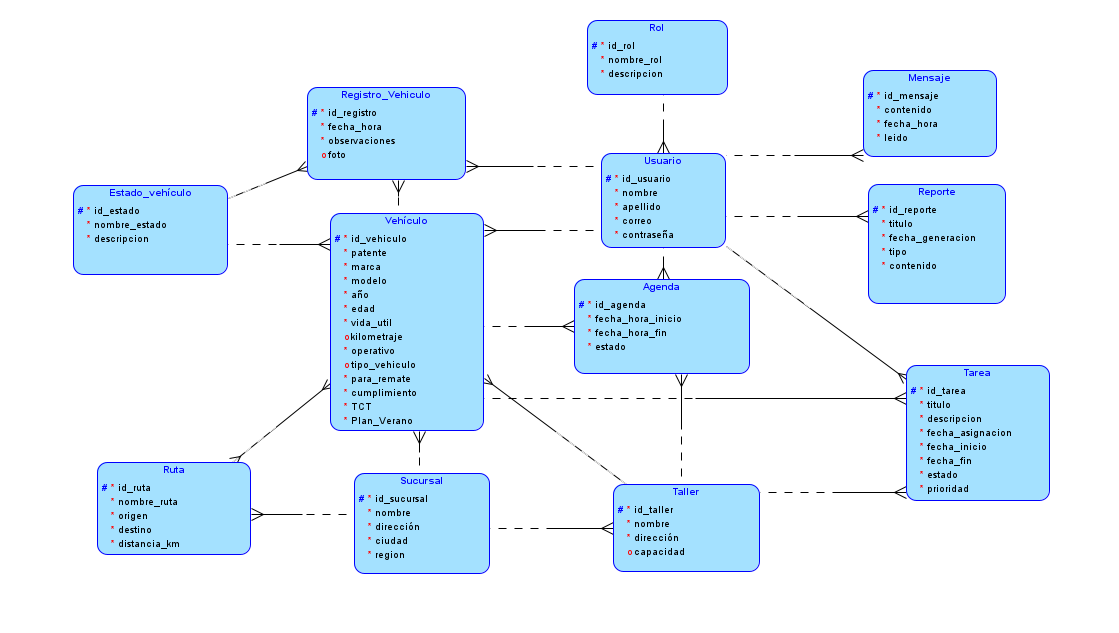 Rol
# * id_rol
* nombre_rol
* descripcion
Mensaje
# * id_mensaje
* contenido
* fecha_hora
* leido
Registro_Vehiculo
# * id_registro
* fecha_hora
* observaciones
o foto
Usuario
# * id_usuario
* nombre
* apellido
* correo
* contraseña
Estado_vehículo
# * id_estado
* nombre_estado
* descripcion
Reporte
# * id_reporte
* titulo
* fecha_generacion
* tipo
* contenido
Vehículo
# * id_vehiculo
* patente
* marca
* modelo
* año
* edad
* vida_util
o kilometraje
* operativo
o tipo_vehiculo
* para_remate
* cumplimiento
* TCT
* Plan_Verano
Agenda
# * id_agenda
* fecha_hora_inicio
* fecha_hora_fin
* estado
Tarea
# * id_tarea
* titulo
* descripcion
* fecha_asignacion
* fecha_inicio
* fecha_fin
* estado
* prioridad
Ruta
# * id_ruta
* nombre_ruta
* origen
* destino
* distancia_km
Sucursal
# * id_sucursal
* nombre
* dirección
* ciudad
* region
Taller
# * id_taller
* nombre
* dirección
o capacidad